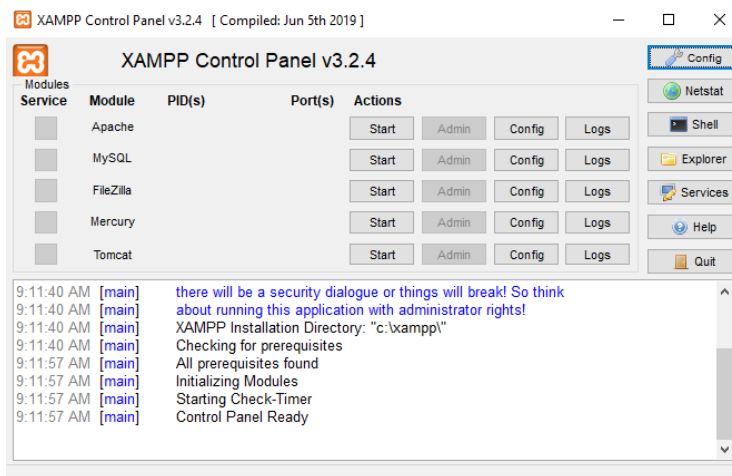 XAMPP Control Panel v3.2.4 [ Compiled: Jun 5th 2019 ]
XAMPP Control Panel v3.2.4
Config
Modules
Netstat
Service Module PID(s) Port(s) Actions
Apache Start Admin Config Logs
Shell
MySQL Start Admin Config Logs
Explorer
FileZilla Start Admin Config Logs
Services
Mercury Start Admin Config Logs
Help
Tomcat Start Admin Config Logs
Quit
9:11:40 AM [main] there will be a security dialogue or things will break! So think
9:11:40 AM [main] about running this application with administrator rights!
9:11:40 AM [main] XAMPP Installation Directory: "c:\xampp\"
9:11:40 AM [main] Checking for prerequisites
9:11:57 AM [main] All prerequisites found
9:11:57 AM [main] Initializing Modules
9:11:57 AM [main] Starting Check-Timer
9:11:57 AM [main] Control Panel Ready